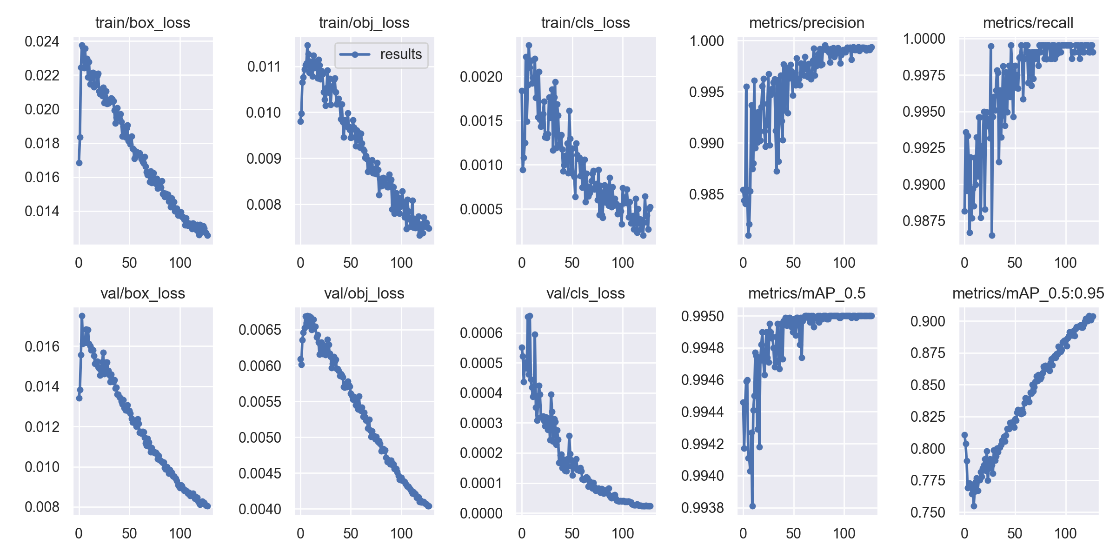 train/box_loss
0.024
0.022
0.020
0.018
0.016
0.014
0 50 100
train/obj_loss
results
0.011
0.010
0.009
0.008
0 50 100
train/cls_loss
0.0020
0.0015
0.0010
0.0005
0 50 100
metrics/precision
1.000
0.995
0.990
0.985
0 50 100
metrics/recall
1.0000
0.9975
0.9950
0.9925
0.9900
0.9875
0 50 100
val/box_loss
0.016
0.014
0.012
0.010
0.008
0 50 100
val/obj_loss
0.0065
0.0060
0.0055
0.0050
0.0045
0.0040
0 50 100
val/cls_loss
0.0006
0.0005
0.0004
0.0003
0.0002
0.0001
0.0000
0 50 100
metrics/mAP_0.5
0.9950
0.9948
0.9946
0.9944
0.9942
0.9940
0.9938
0 50 100
metrics/mAP_0.5:0.95
0.900
0.875
0.850
0.825
0.800
0.775
0.750
0 50 100